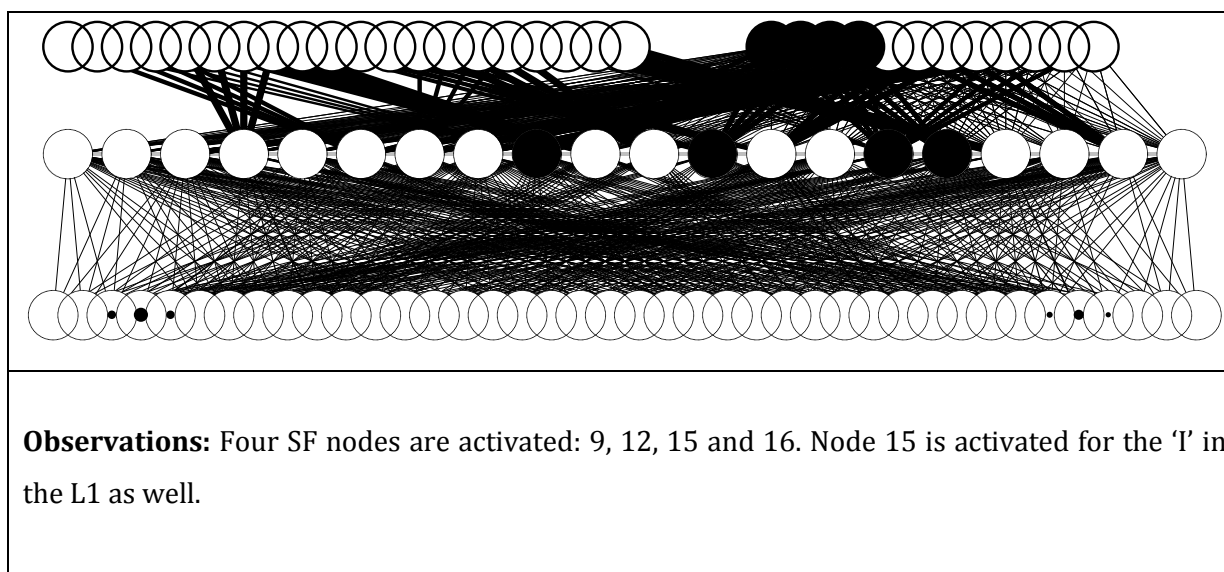 Observations: Four SF nodes are activated: 9, 12, 15 and 16. Node 15 is activated for the ‘I’ in
the L1 as well.